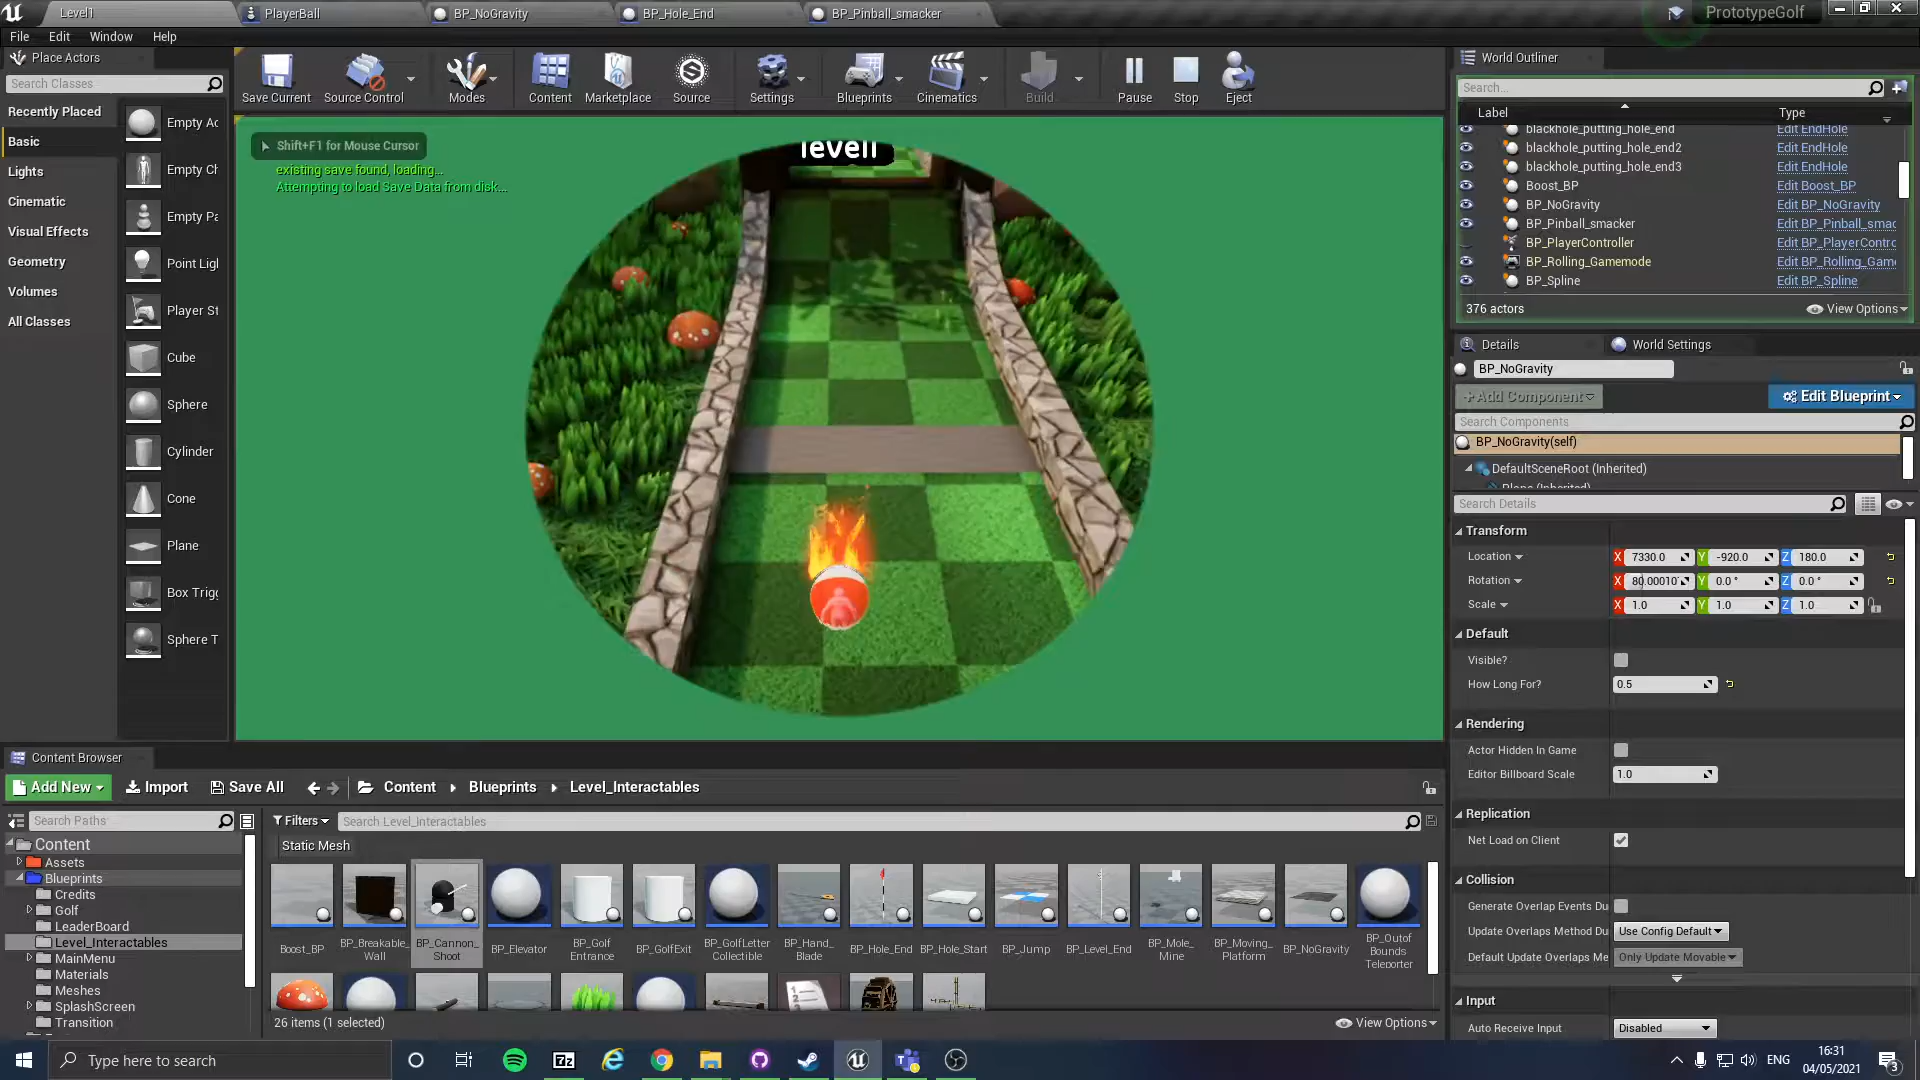 Level1
PlayerBall
BP_NoGravity
BP_Hole_End
BP_Pinball_smacker
PrototypeGolf
File
Edit
Window
Help
Place Actors
Search Classes
Recently Placed
Basic
Lights
Cinematic
Visual Effects
Geometry
Volumes
All Classes
Empty Ac
Empty Ch
Empty Pa
Point Ligh
Player St
Cube
Sphere
Cylinder
Cone
Plane
Box Trigg
Sphere T
Save Current
Source Control
Modes
Content
Marketplace
Source
Settings
Blueprints
Cinematics
Build
Pause
Stop
Eject
Shift+F1 for Mouse Cursor
existing save found, loading...
Attempting to load Save Data from disk...
level1
World Outliner
Search...
Label
Type
blackhole_putting_hole_end
Edit EndHole
blackhole_putting_hole_end2
Edit EndHole
blackhole_putting_hole_end3
Edit EndHole
Boost_BP
Edit Boost_BP
BP_NoGravity
Edit BP_NoGravity
BP_Pinball_smacker
Edit BP_Pinball_smac
BP_PlayerController
Edit BP_PlayerContro
BP_Rolling_Gamemode
Edit BP_Rolling_Game
BP_Spline
Edit BP_Spline
376 actors
View Options
Details
World Settings
BP_NoGravity
+Add Component
Edit Blueprint
Search Components
BP_NoGravity(self)
DefaultSceneRoot (Inherited)
Plane (Inherited)
Search Details
Transform
Location
X 7330.0
Y -920.0
Z 180.0
Rotation
X 80.00010°
Y 0.0 °
Z 0.0 °
Scale
X 1.0
Y 1.0
Z 1.0
Default
Visible?
How Long For?
0.5
Rendering
Actor Hidden In Game
Editor Billboard Scale
1.0
Replication
Net Load on Client
Collision
Generate Overlap Events Du
Update Overlaps Method Du
Use Config Default
Default Update Overlaps Me
Only Update Movable
Input
Auto Receive Input
Disabled
Content Browser
Add New
Import
Save All
Content
Blueprints
Level_Interactables
Search Paths
Filters
Search Level_Interactables
Static Mesh
Content
Assets
Blueprints
Credits
Golf
LeaderBoard
Level_Interactables
MainMenu
Materials
Meshes
SplashScreen
Transition
Boost_BP
BP_Breakable_
Wall
BP_Cannon_
Shoot
BP_Elevator
BP_Golf
Entrance
BP_GolfExit
BP_GolfLetter
Collectible
BP_Hand_
Blade
BP_Hole_End
BP_Hole_Start
BP_Jump
BP_Level_End
BP_Mole_
Mine
BP_Moving_
Platform
BP_NoGravity
BP_Outof
Bounds
Teleporter
26 items (1 selected)
View Options
Type here to search
7z
ENG
16:31
04/05/2021
3